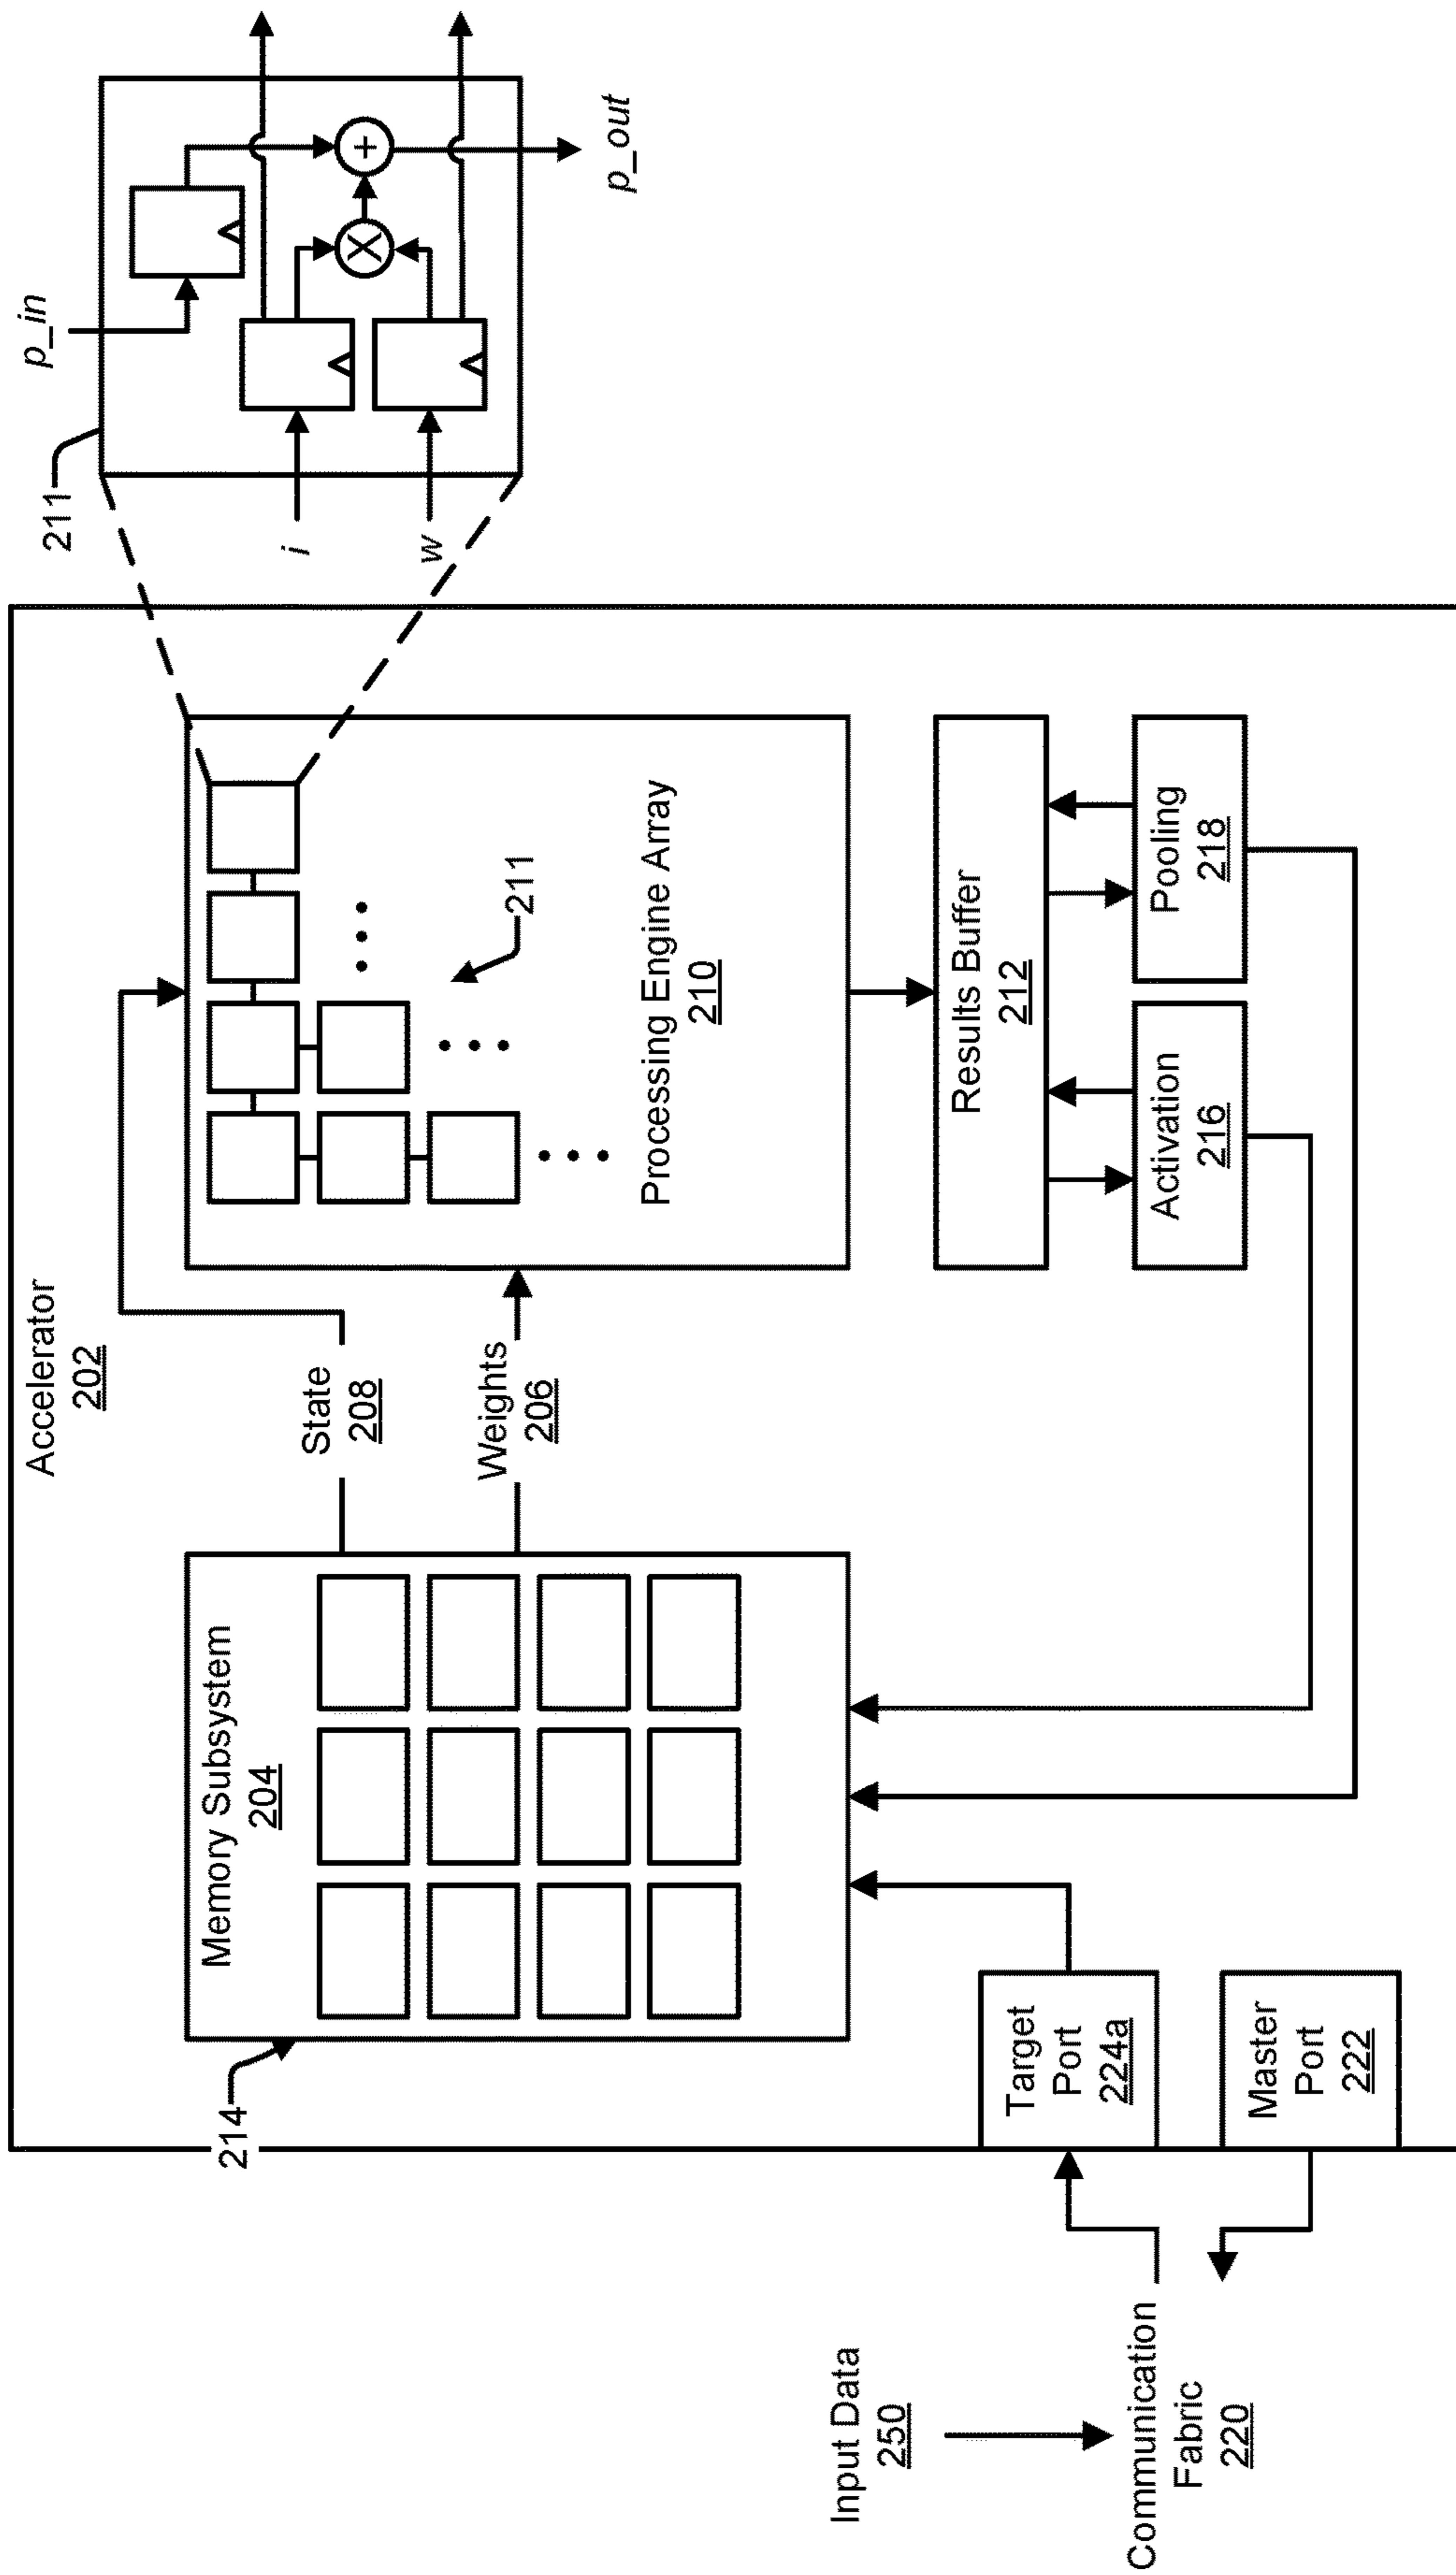 Accelerator
202
Memory Subsystem
204
214
State
208
Weights
206
211
Processing Engine Array
210
211
p_in
i
w
X
+
p_out
Results Buffer
212
Activation
216
Pooling
218
Input Data
250
Communication
Fabric
220
Target
Port
224a
Master
Port
222